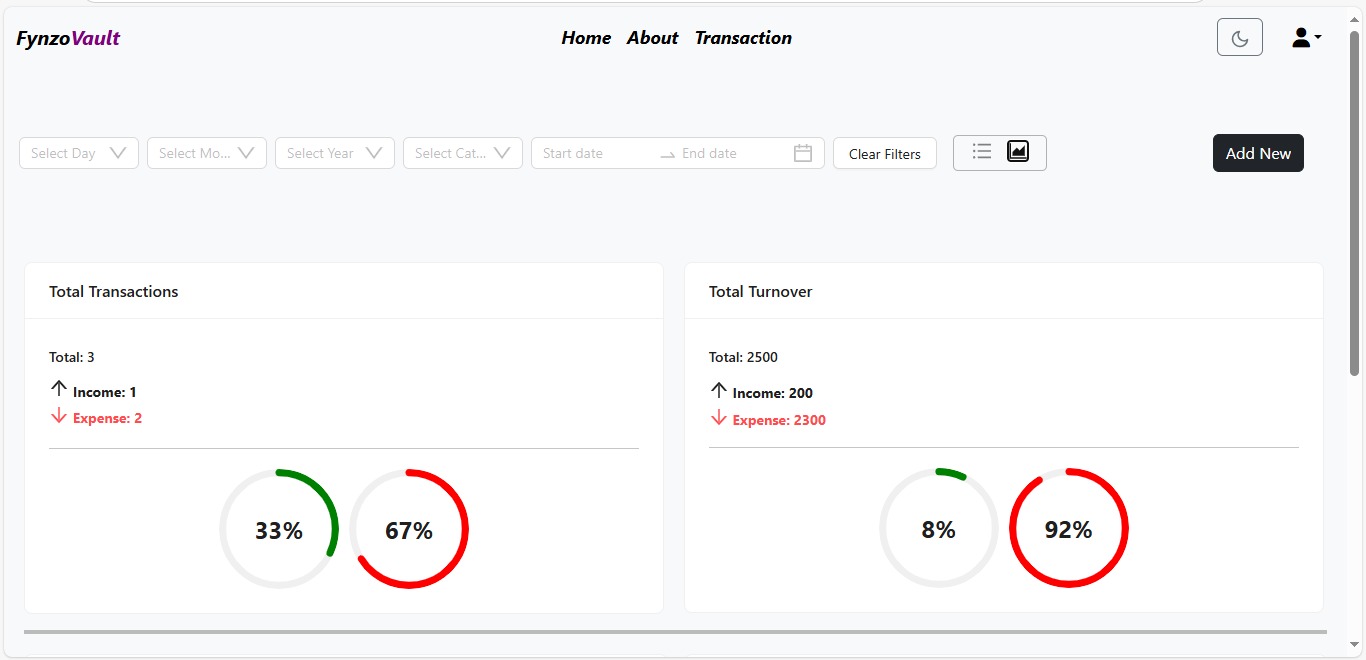 FynzoVault
Home About Transaction
Select Day Select Mo... Select Year Select Cat... Start date End date Clear Filters Add New
Total Transactions
Total: 3
Income: 1
Expense: 2
33% 67%
Total Turnover
Total: 2500
Income: 200
Expense: 2300
8% 92%